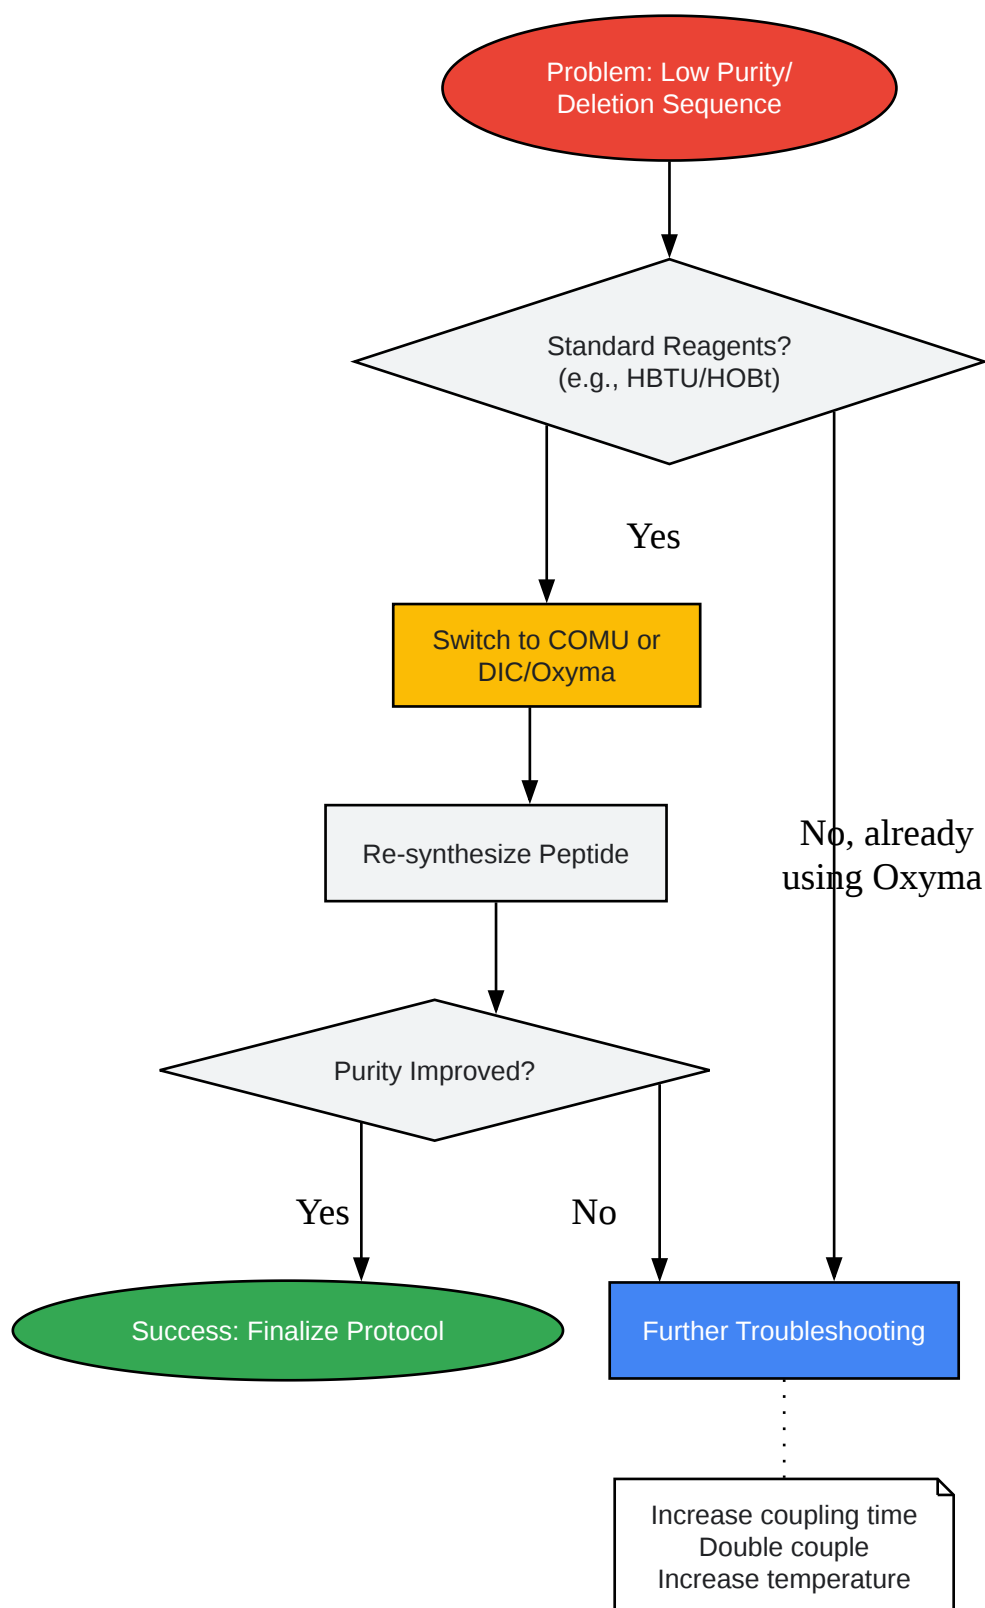 Problem: Low Purity/
Deletion Sequence
Standard Reagents?
(e.g., HBTU/HOBt)
Yes
Switch to COMU or
DIC/Oxyma
No, already
using Oxyma
Re-synthesize Peptide
Purity Improved?
Yes
No
Success: Finalize Protocol
Further Troubleshooting
Increase coupling time
Double couple
Increase temperature